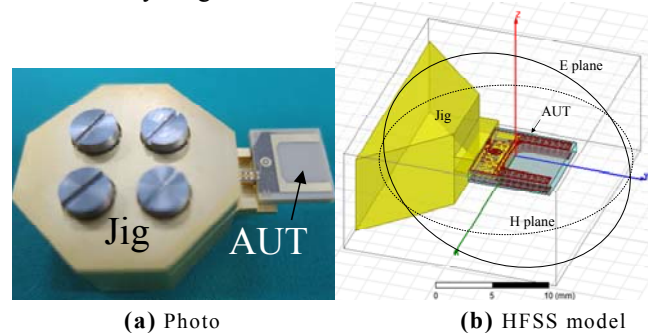 Z
E plane
Jig
AUT
H plane
Jig
AUT
0
5
10 (mm)
(a) Photo
(b) HFSS model